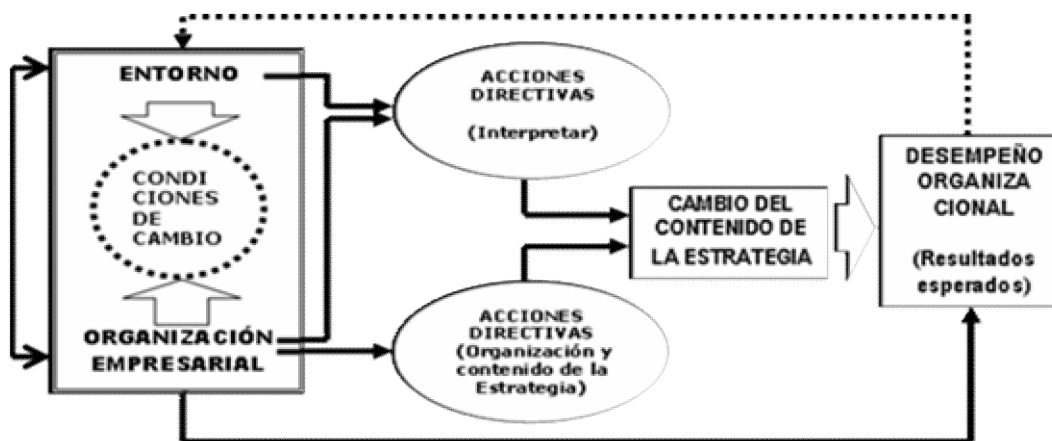 ENTORNO
CONDI
CIONES
DE
CAMBIO
ORGANIZACIÓN
EMPRESARIAL
ACCIONES
DIRECTIVAS
(Interpretar)
ACCIONES
DIRECTIVAS
(Organización y
contenido de la
Estrategia)
CAMBIO DEL
CONTENIDO DE
LA ESTRATEGIA
DESEMPEÑO
ORGANIZA
CIONAL
(Resultados
esperados)